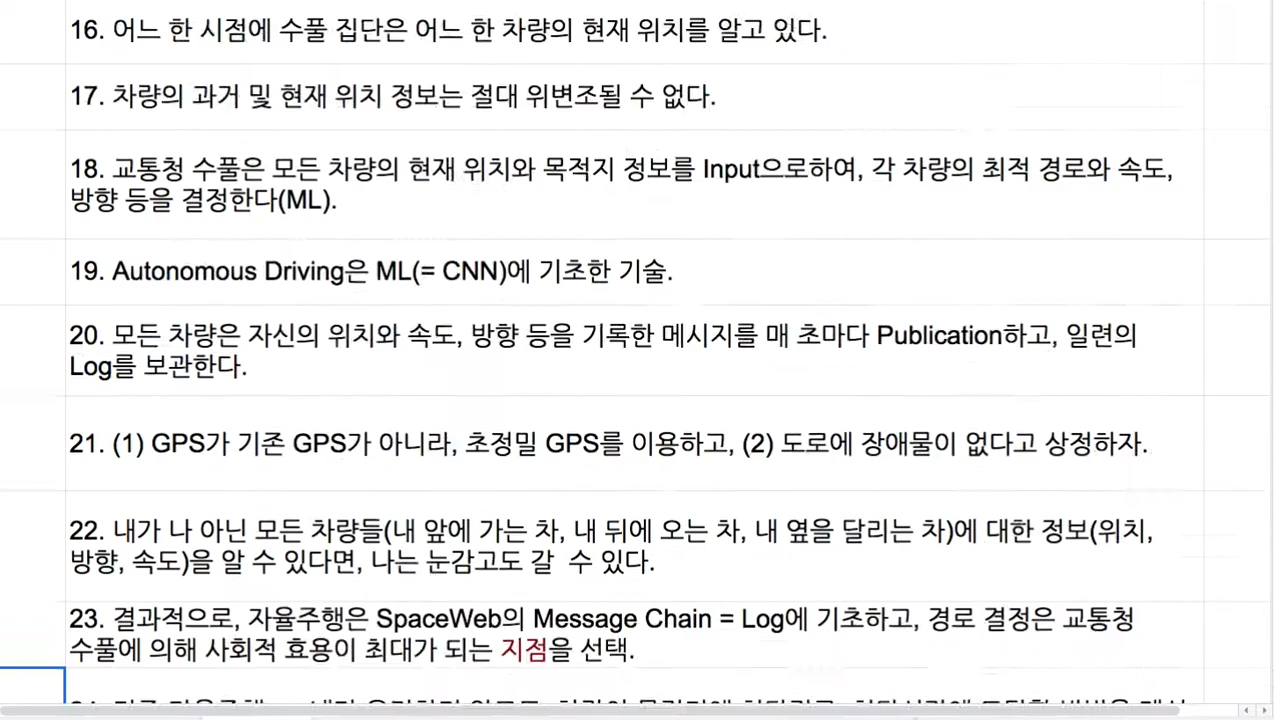 16. 어느 한 시점에 수풀 집단은 어느 한 차량의 현재 위치를 알고 있다.
17. 차량의 과거 및 현재 위치 정보는 절대 위변조될 수 없다.
18. 교통청 수풀은 모든 차량의 현재 위치와 목적지 정보를 Input으로하여, 각 차량의 최적 경로와 속도,
방향 등을 결정한다(ML).
19. Autonomous Driving은 ML(= CNN)에 기초한 기술.
20. 모든 차량은 자신의 위치와 속도, 방향 등을 기록한 메시지를 매 초마다 Publication하고, 일련의
Log를 보관한다.
21. (1) GPS가 기존 GPS가 아니라, 초정밀 GPS를 이용하고, (2) 도로에 장애물이 없다고 상정하자.
22. 내가 나 아닌 모든 차량들(내 앞에 가는 차, 내 뒤에 오는 차, 내 옆을 달리는 차)에 대한 정보(위치,
방향, 속도)을 알 수 있다면, 나는 눈감고도 갈  수 있다.
23. 결과적으로, 자율주행은 SpaceWeb의 Message Chain = Log에 기초하고, 경로 결정은 교통청
수풀에 의해 사회적 효용이 최대가 되는 지점을 선택.